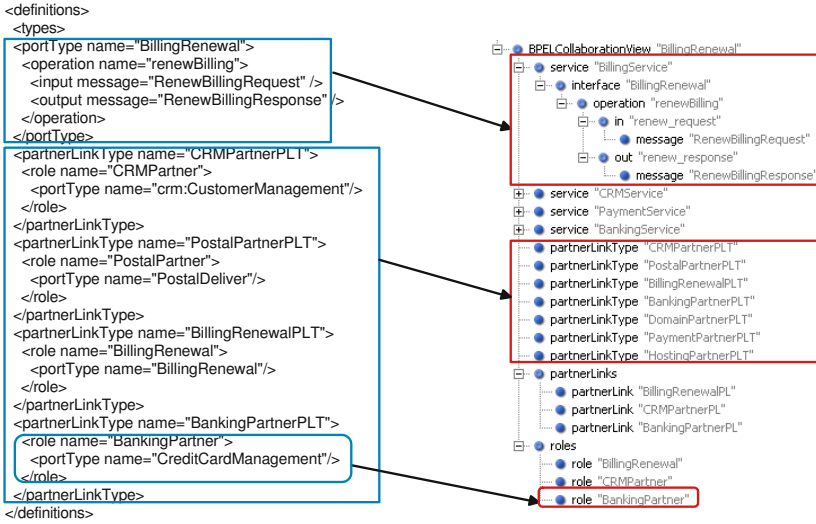 <definitions>
<types>
<portType name="BillingRenewal">
<operation name="renewBilling">
<input message="RenewBillingRequest" />
<output message="RenewBillingResponse" />
</operation>
</portType>
<partnerLinkType name="CRMPartnerPLT">
<role name="CRMPartner">
<portType name="crm:CustomerManagement"/>
</role>
</partnerLinkType>
<partnerLinkType name="PostalPartnerPLT">
<role name="PostalPartner">
<portType name="PostalDeliver"/>
</role>
</partnerLinkType>
<partnerLinkType name="BillingRenewalPLT">
<role name="BillingRenewal">
<portType name="BillingRenewal"/>
</role>
</partnerLinkType>
<partnerLinkType name="BankingPartnerPLT">
<role name="BankingPartner">
<portType name="CreditCardManagement"/>
</role>
</partnerLinkType>
</definitions>
BPELCollaborationView "BillingRenewal"
service "BillingService"
interface "BillingRenewal"
operation "renewBilling"
in "renew_request"
message "RenewBillingRequest"
out "renew_response"
message "RenewBillingResponse"
service "CRMService"
service "PaymentService"
service "BankingService"
partnerLinkType "CRMPartnerPLT"
partnerLinkType "PostalPartnerPLT"
partnerLinkType "BillingRenewalPLT"
partnerLinkType "BankingPartnerPLT"
partnerLinkType "DomainPartnerPLT"
partnerLinkType "PaymentPartnerPLT"
partnerLinkType "HostingPartnerPLT"
partnerLinks
partnerLink "BillingRenewalPL"
partnerLink "CRMPartnerPL"
partnerLink "BankingPartnerPL"
roles
role "BillingRenewal"
role "CRMPartner"
role "BankingPartner"